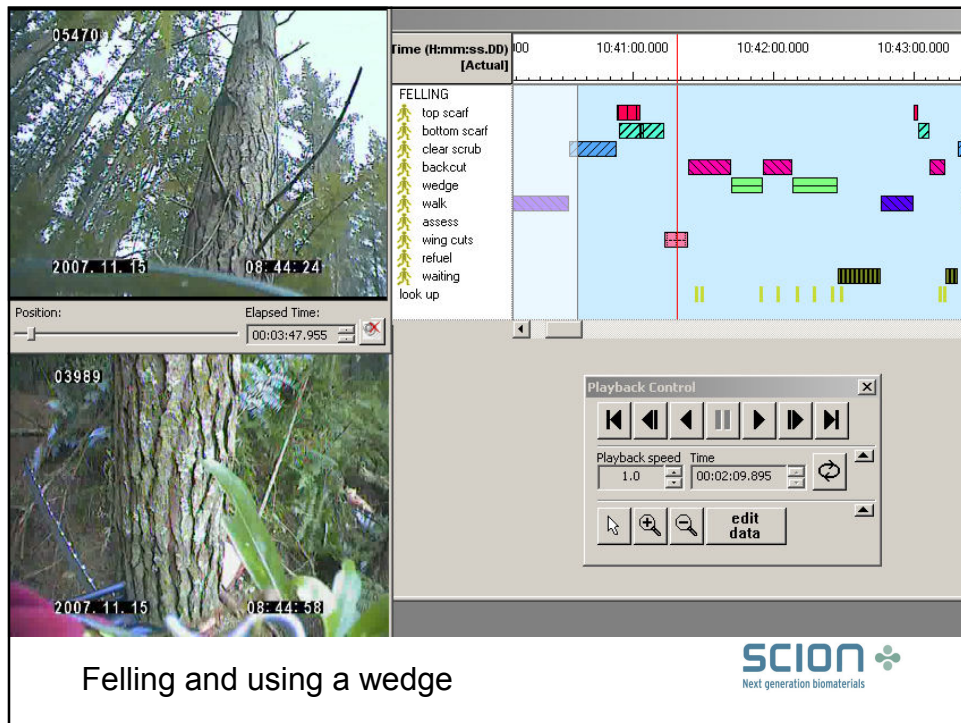 05470
2007. 11. 15 08: 44: 24
Position: Elapsed Time:
00:03:47.955
03989
2007. 11. 15 08: 44: 58
Time (H:mm:ss.DD)
[Actual]
:00 10:41:00.000 10:42:00.000 10:43:00.000
FELLING
top scarf
bottom scarf
clear scrub
backcut
wedge
walk
assess
wing cuts
refuel
waiting
look up
Playback Control
Playback speed Time
1.0 00:02:09.895
edit
data
Felling and using a wedge
SCION
Next generation biomaterials